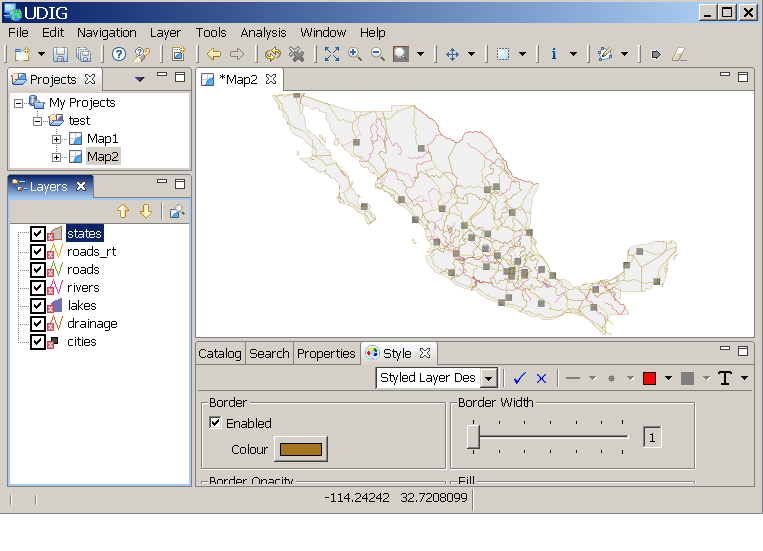 UDIG
File Edit Navigation Layer Tools Analysis Window Help
Projects
My Projects
test
Map1
Map2
*Map2
Layers
states
roads_rt
roads
rivers
lakes
drainage
cities
Catalog Search Properties Style
Styled Layer Des
T
Border
Enabled
Colour
Border Width
1
Border Opacity
Fill
-114.24242 32.7208099